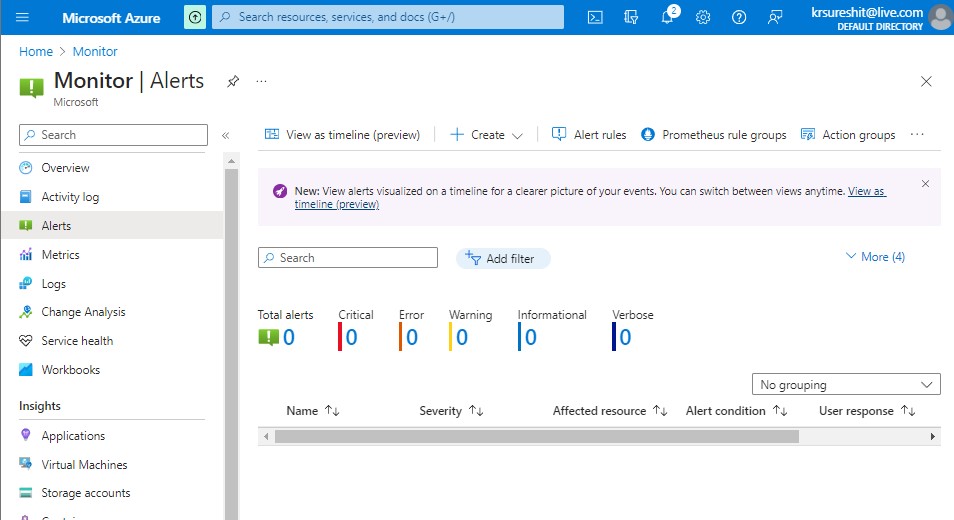 Microsoft Azure
Search resources, services, and docs (G+/)
2
krsureshit@live.com
DEFAULT DIRECTORY
Home > Monitor
Monitor | Alerts
Microsoft
Search
View as timeline (preview)
Create
Alert rules
Prometheus rule groups
Action groups
Overview
Activity log
Alerts
Metrics
Logs
Change Analysis
Service health
Workbooks
Insights
Applications
Virtual Machines
Storage accounts
New: View alerts visualized on a timeline for a clearer picture of your events. You can switch between views anytime. View as
timeline (preview)
Search
Add filter
More (4)
Total alerts
0
Critical
0
Error
0
Warning
0
Informational
0
Verbose
0
No grouping
Name
Severity
Affected resource
Alert condition
User response